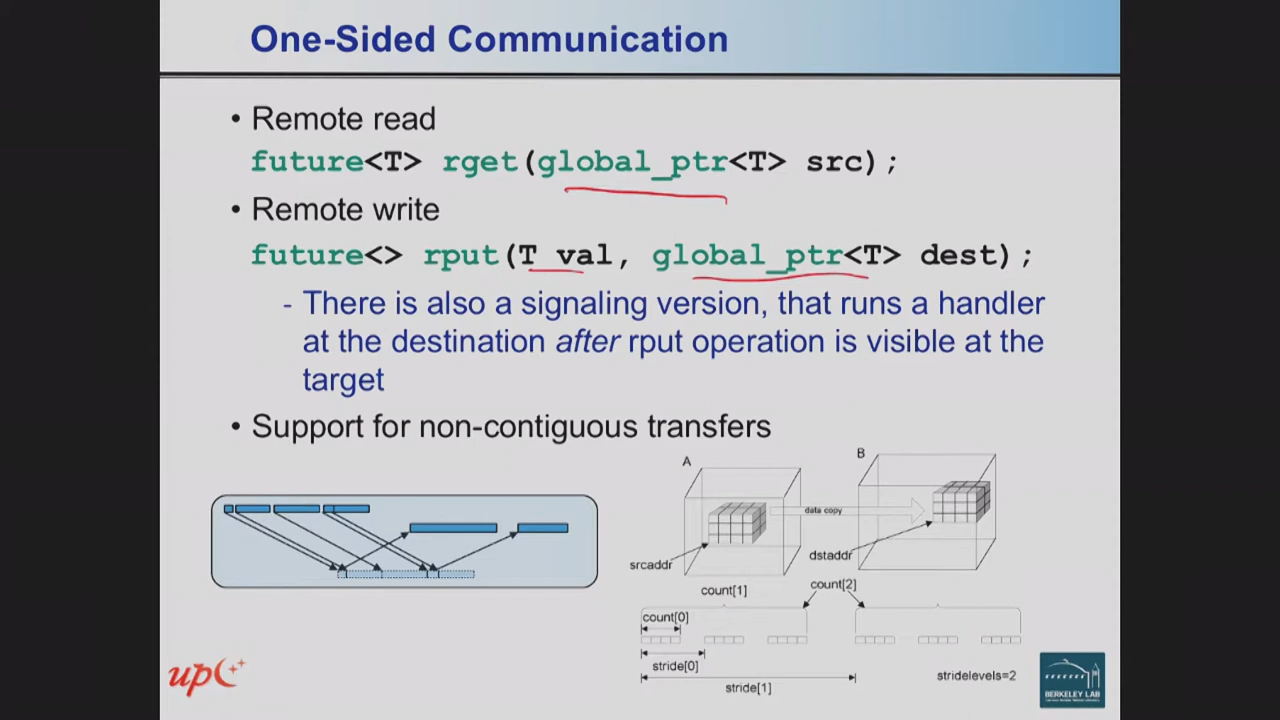 One-Sided Communication
• Remote read
future<T> rget(global_ptr<T> src);
• Remote write
future<> rput(T val, global_ptr<T> dest);
- There is also a signaling version, that runs a handler
at the destination after rput operation is visible at the
target
• Support for non-contiguous transfers
A
B
data copy
srcaddr
dstaddr
count[1]
count[2]
count[0]
stride[0]
stride[1]
stridelevels=2
upc++
BERKELEY LAB